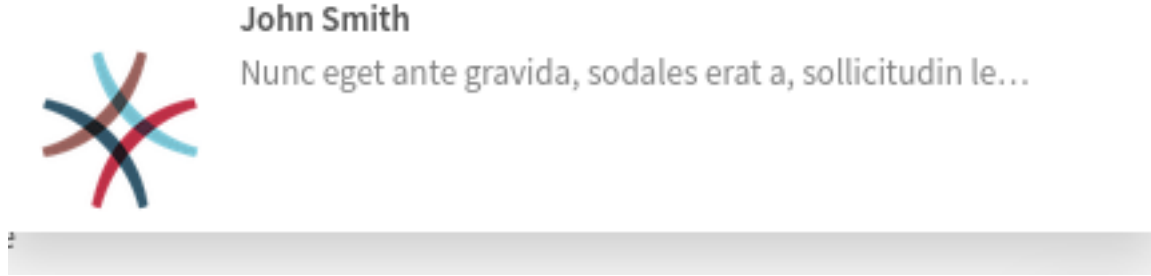 John Smith
Nunc eget ante gravida, sodales erat a, sollicitudin le…